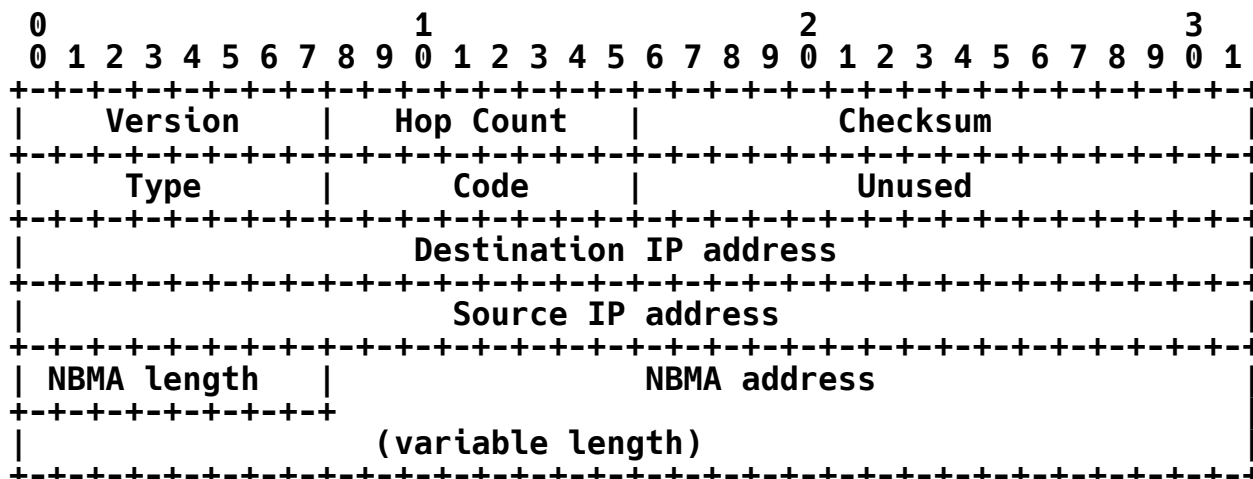 0                   1                   2                   3
 0 1 2 3 4 5 6 7 8 9 0 1 2 3 4 5 6 7 8 9 0 1 2 3 4 5 6 7 8 9 0 1
+-+-+-+-+-+-+-+-+-+-+-+-+-+-+-+-+-+-+-+-+-+-+-+-+-+-+-+-+-+-+-+-+
|    Version    |   Hop Count   |          Checksum             |
+-+-+-+-+-+-+-+-+-+-+-+-+-+-+-+-+-+-+-+-+-+-+-+-+-+-+-+-+-+-+-+-+
|     Type      |      Code     |           Unused              |
+-+-+-+-+-+-+-+-+-+-+-+-+-+-+-+-+-+-+-+-+-+-+-+-+-+-+-+-+-+-+-+-+
|                    Destination IP address                     |
+-+-+-+-+-+-+-+-+-+-+-+-+-+-+-+-+-+-+-+-+-+-+-+-+-+-+-+-+-+-+-+-+
|                      Source IP address                        |
+-+-+-+-+-+-+-+-+-+-+-+-+-+-+-+-+-+-+-+-+-+-+-+-+-+-+-+-+-+-+-+-+
| NBMA length   |                NBMA address                   |
+-+-+-+-+-+-+-+-+
|                  (variable length)                            |
+-+-+-+-+-+-+-+-+-+-+-+-+-+-+-+-+-+-+-+-+-+-+-+-+-+-+-+-+-+-+-+-+